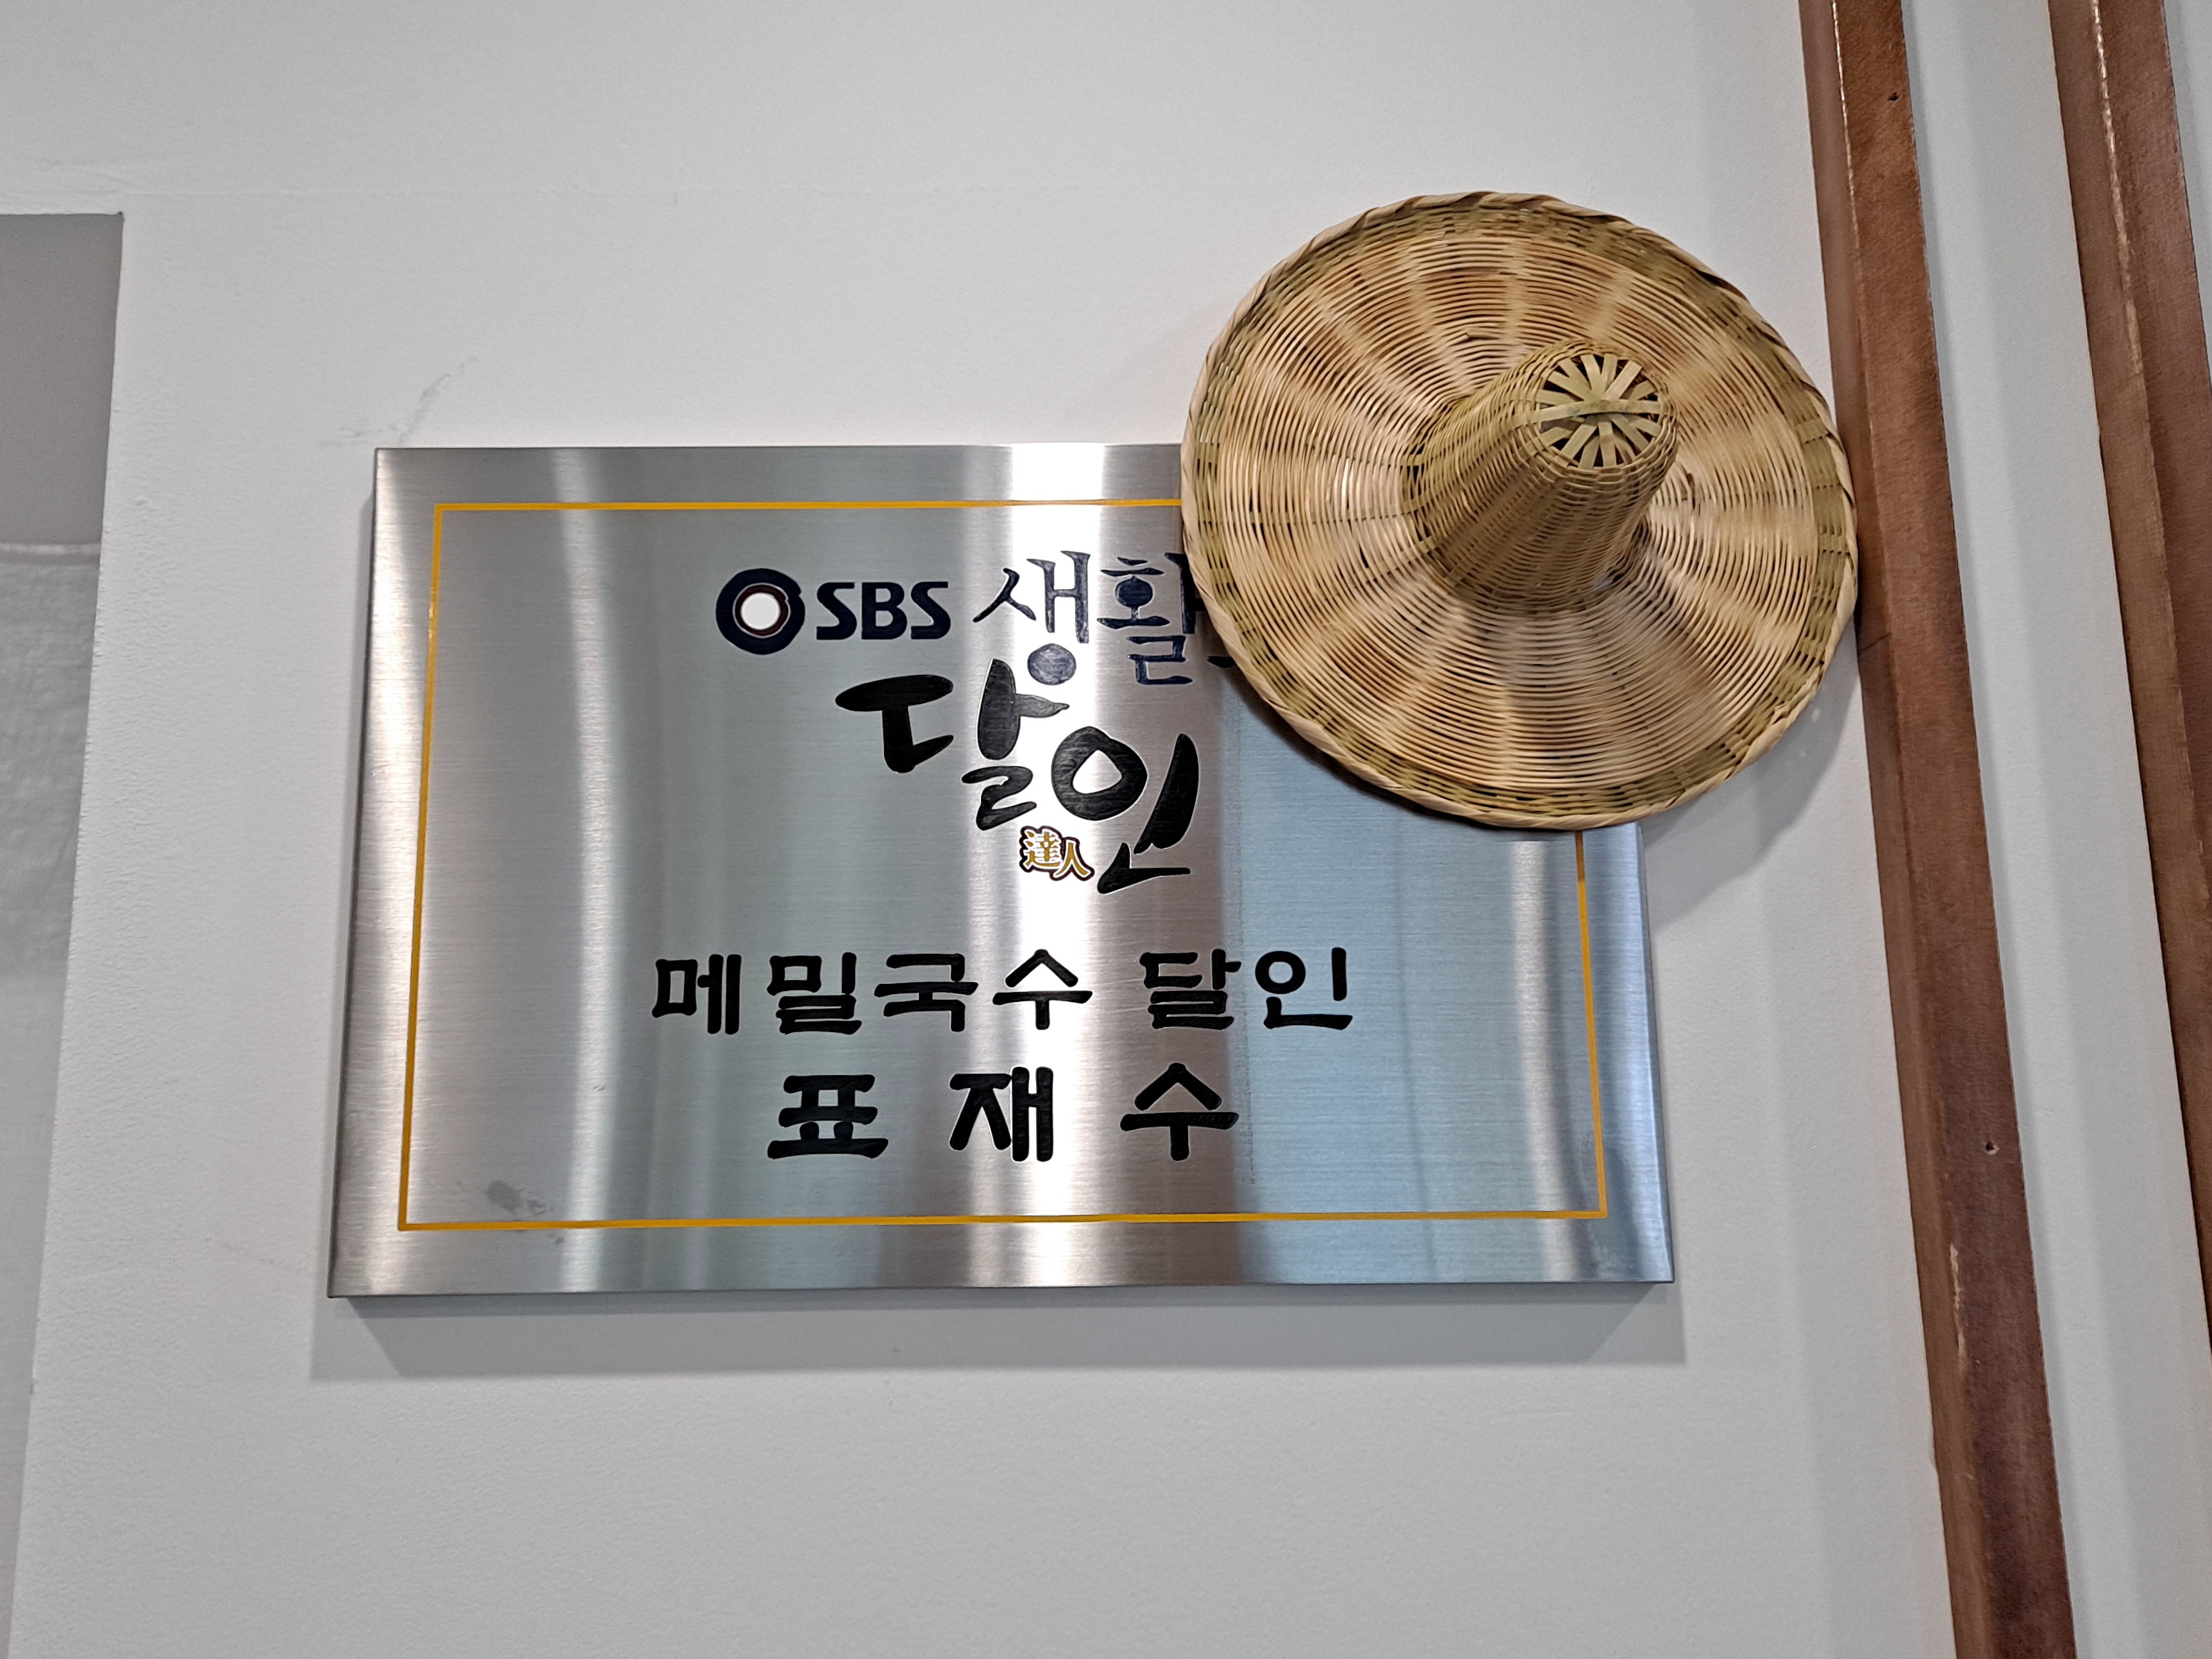 SBS 생활
달인
達人
메밀국수 달인
표재수